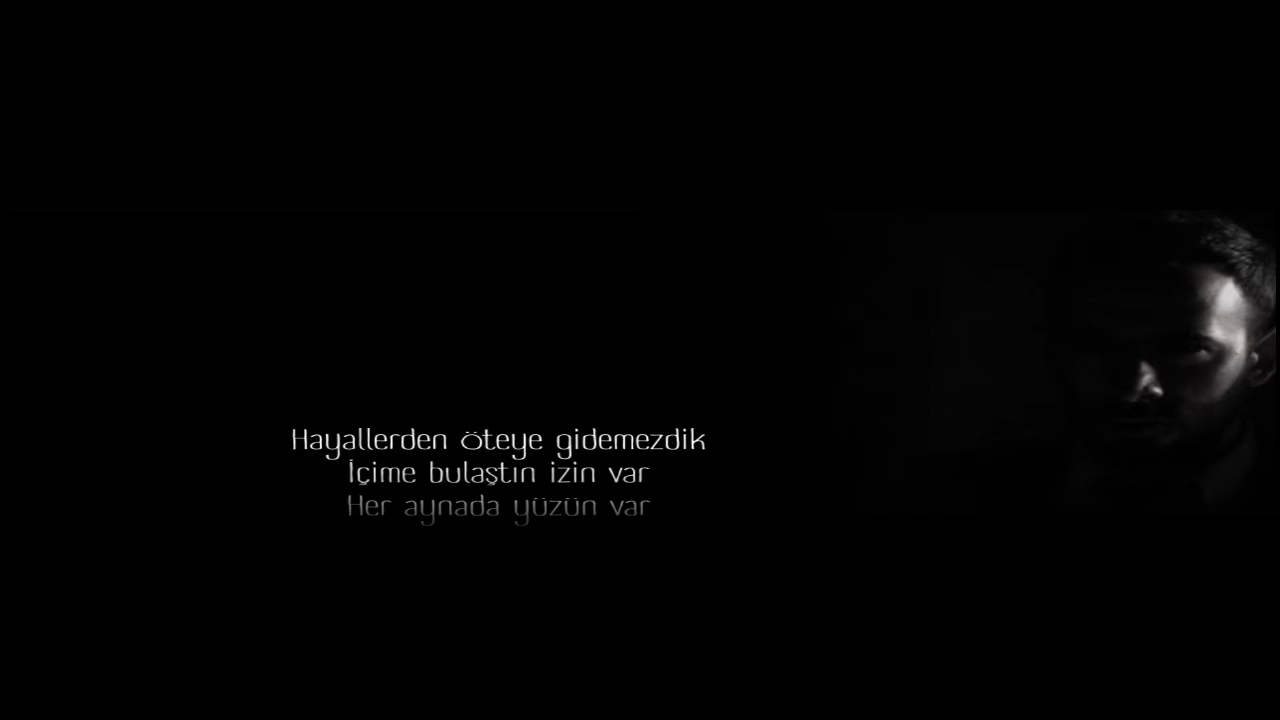 Hayallerden öteye gidemezdik
İçime bulaştın izin var
Her aynada yüzün var